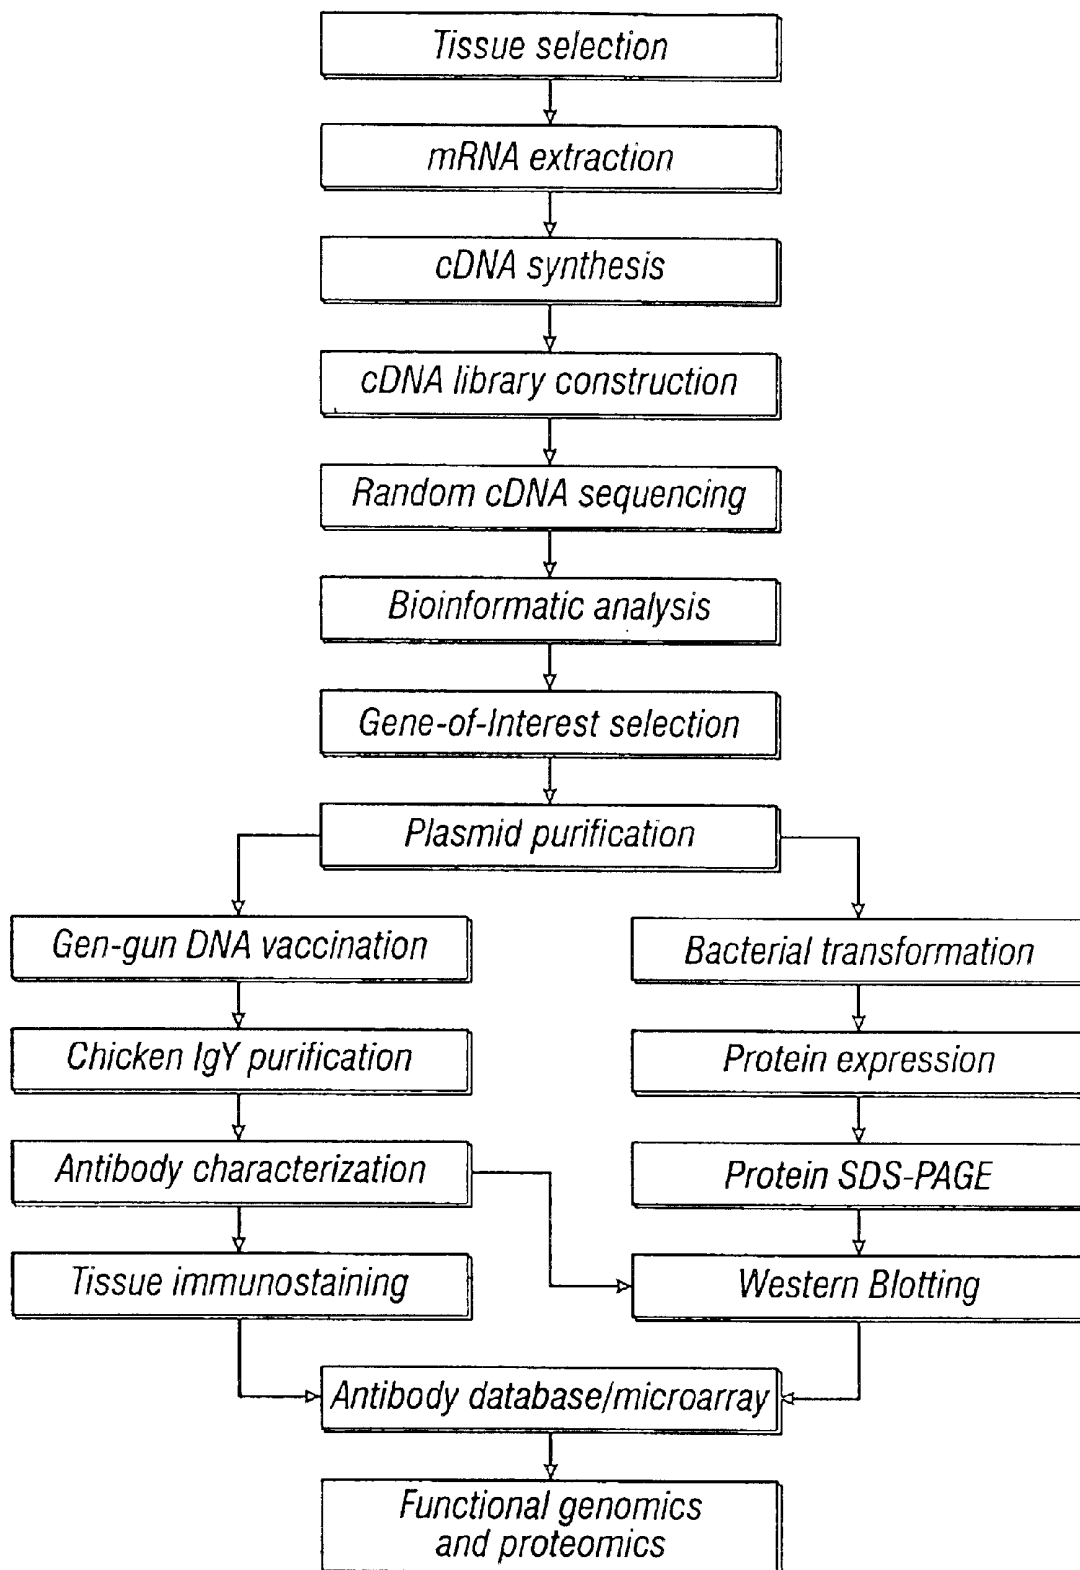 Tissue selection
mRNA extraction
cDNA synthesis
cDNA library construction
Random cDNA sequencing
Bioinformatic analysis
Gene-of-Interest selection
Plasmid purification
Gen-gun DNA vaccination
Bacterial transformation
Chicken IgY purification
Protein expression
Antibody characterization
Protein SDS-PAGE
Tissue immunostaining
Western Blotting
Antibody database/microarray
Functional genomics
and proteomics